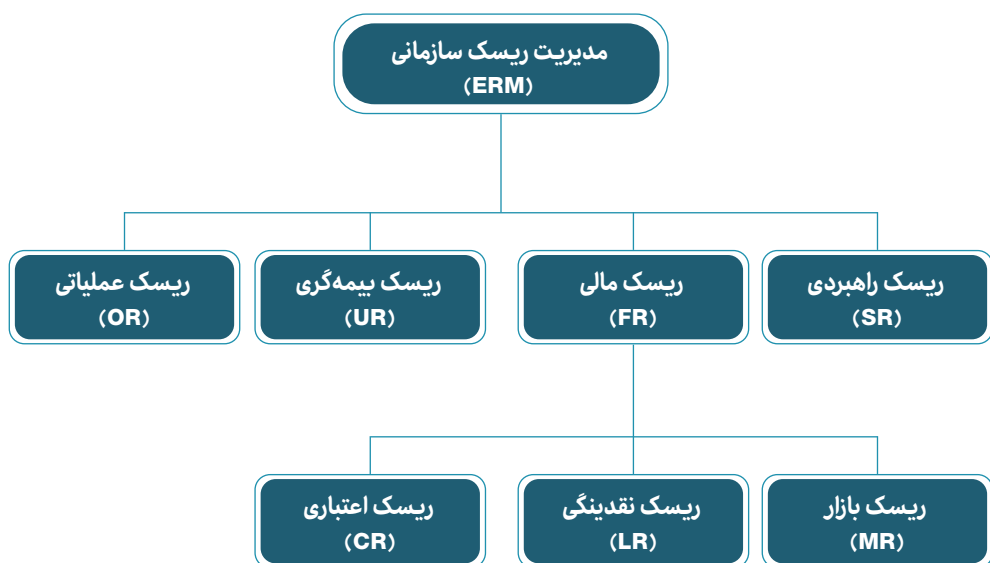 مدیریت ریسک سازمانی
(ERM)
ریسک راهبردی
(SR)
ریسک مالی
(FR)
ریسک بیمه‌گری
(UR)
ریسک عملیاتی
(OR)
ریسک بازار
(MR)
ریسک نقدینگی
(LR)
ریسک اعتباری
(CR)